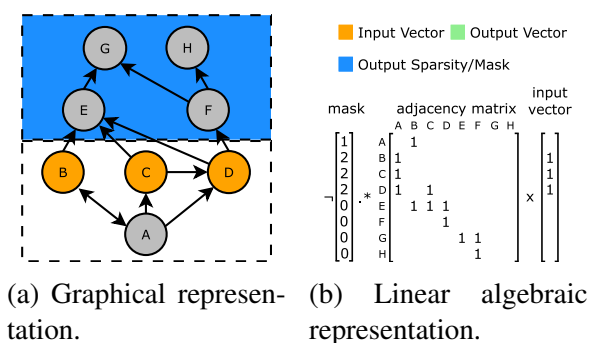 G
H
E
F
B
C
D
A
Input Vector
Output Vector
Output Sparsity/Mask
mask
adjacency matrix
input
vector
A B C D E F G H
1 A 1
2 B 1 1
2 C 1 1
2 D 1 1 1
¬ 0 .* E 1 1 1 x
0 F 1
0 G 1 1
0 H 1
(a) Graphical represen-
tation.
(b) Linear algebraic
representation.